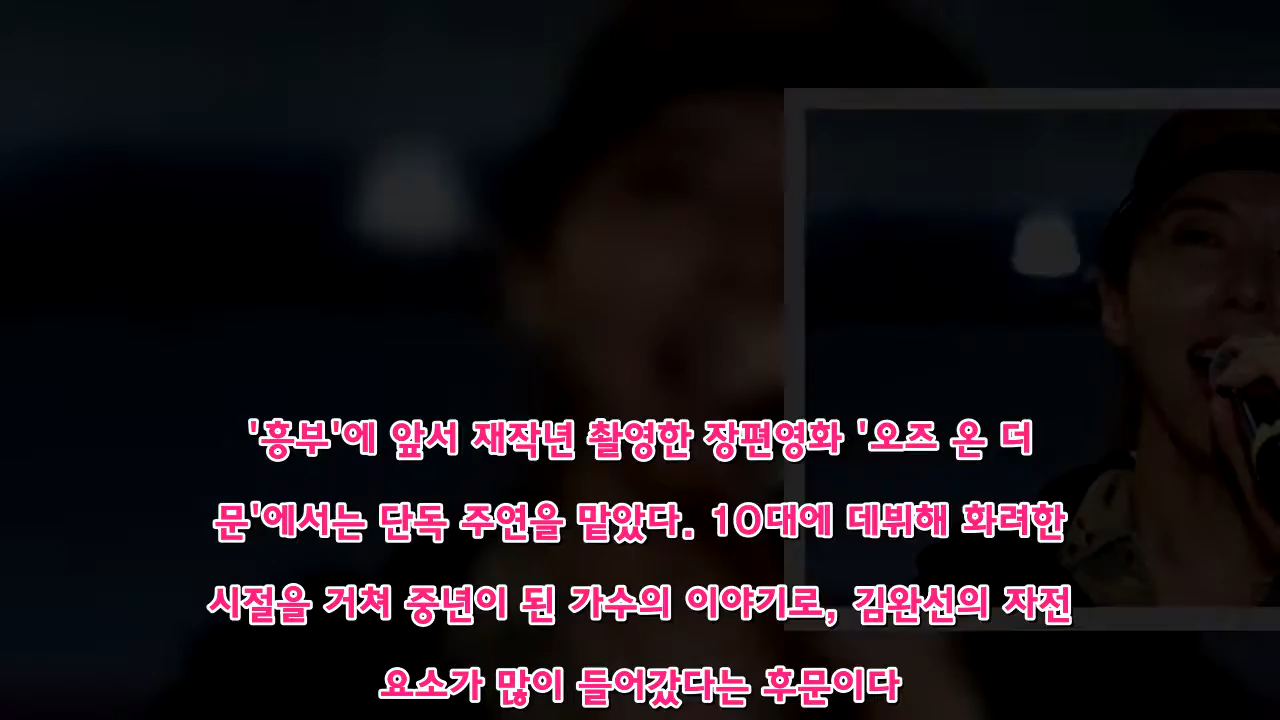 '흥부'에 앞서 재작년 촬영한 장편영화 '오즈 온 더
문'에서는 단독 주연을 맡았다. 10대에 데뷔해 화려한
시절을 거쳐 중년이 된 가수의 이야기로, 김완선의 자전
요소가 많이 들어갔다는 후문이다